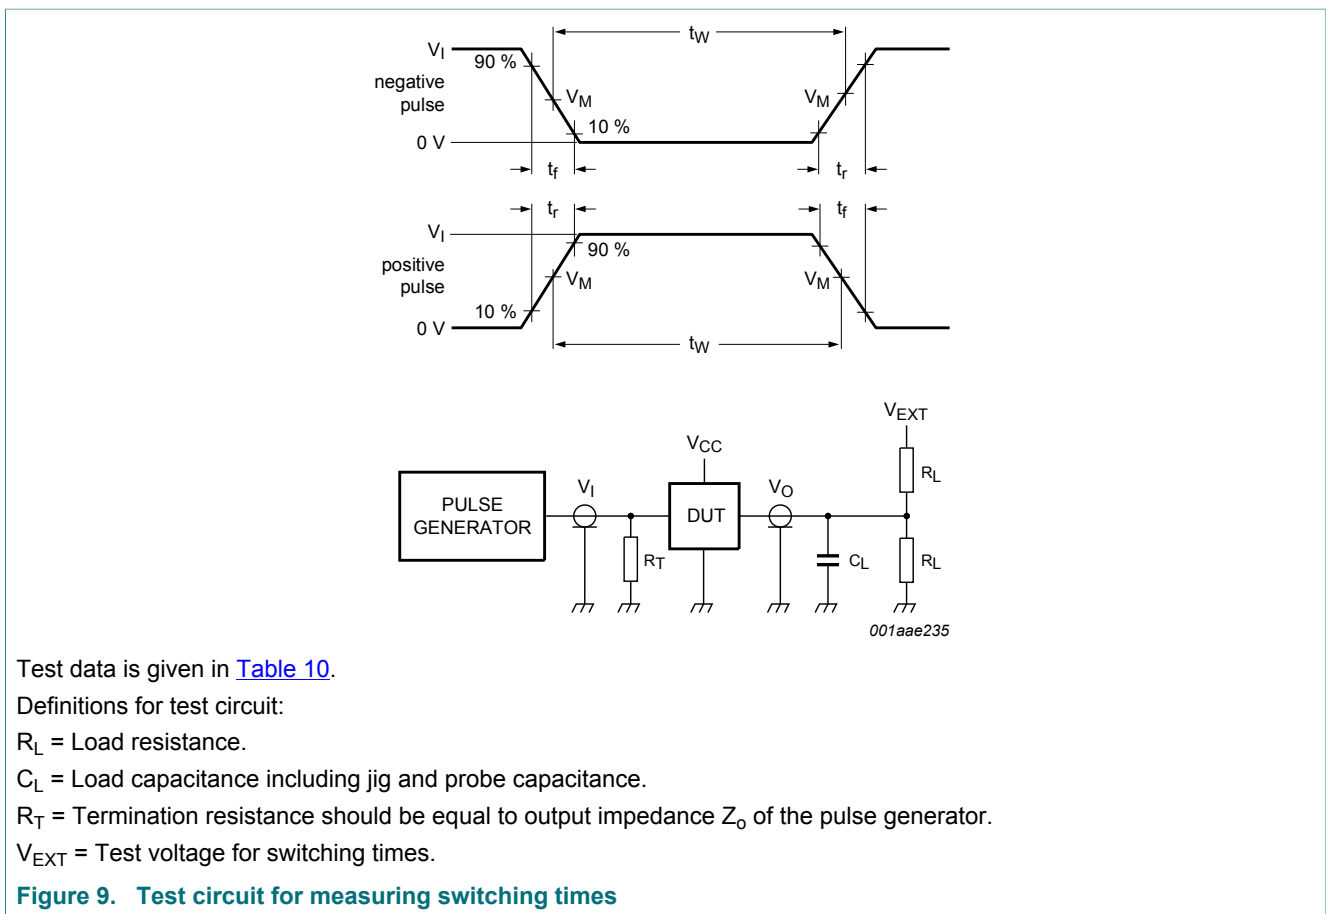 tW
VI
90 %
negative
pulse
VM
VM
10 %
0 V
tf
tr
tr
tf
VI
90 %
positive
pulse
VM
VM
10 %
0 V
tW
VEXT
VCC
RL
VI
VO
PULSE
GENERATOR
DUT
RT
CL
RL
001aae235
Test data is given in Table 10.
Definitions for test circuit:
RL = Load resistance.
CL = Load capacitance including jig and probe capacitance.
RT = Termination resistance should be equal to output impedance Zo of the pulse generator.
VEXT = Test voltage for switching times.
Figure 9. Test circuit for measuring switching times